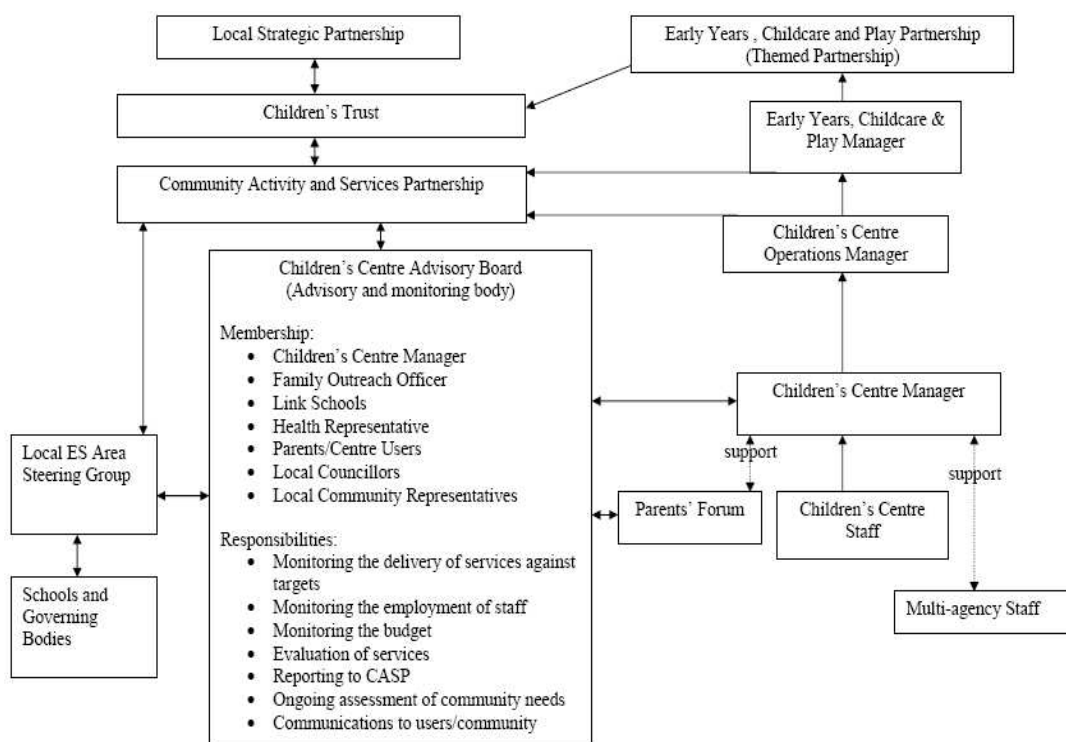 Local Strategic Partnership
Early Years , Childcare and Play Partnership
(Themed Partnership)
Children's Trust
Early Years, Childcare &
Play Manager
Community Activity and Services Partnership
Children's Centre
Operations Manager
Children's Centre Advisory Board
(Advisory and monitoring body)
Membership:
• Children's Centre Manager
• Family Outreach Officer
• Link Schools
• Health Representative
• Parents/Centre Users
• Local Councillors
• Local Community Representatives
Responsibilities:
• Monitoring the delivery of services against
targets
• Monitoring the employment of staff
• Monitoring the budget
• Evaluation of services
• Reporting to CASP
• Ongoing assessment of community needs
• Communications to users/community
Children's Centre Manager
Local ES Area
Steering Group
support
support
Parents' Forum
Children's Centre
Staff
Schools and
Governing
Bodies
Multi-agency Staff